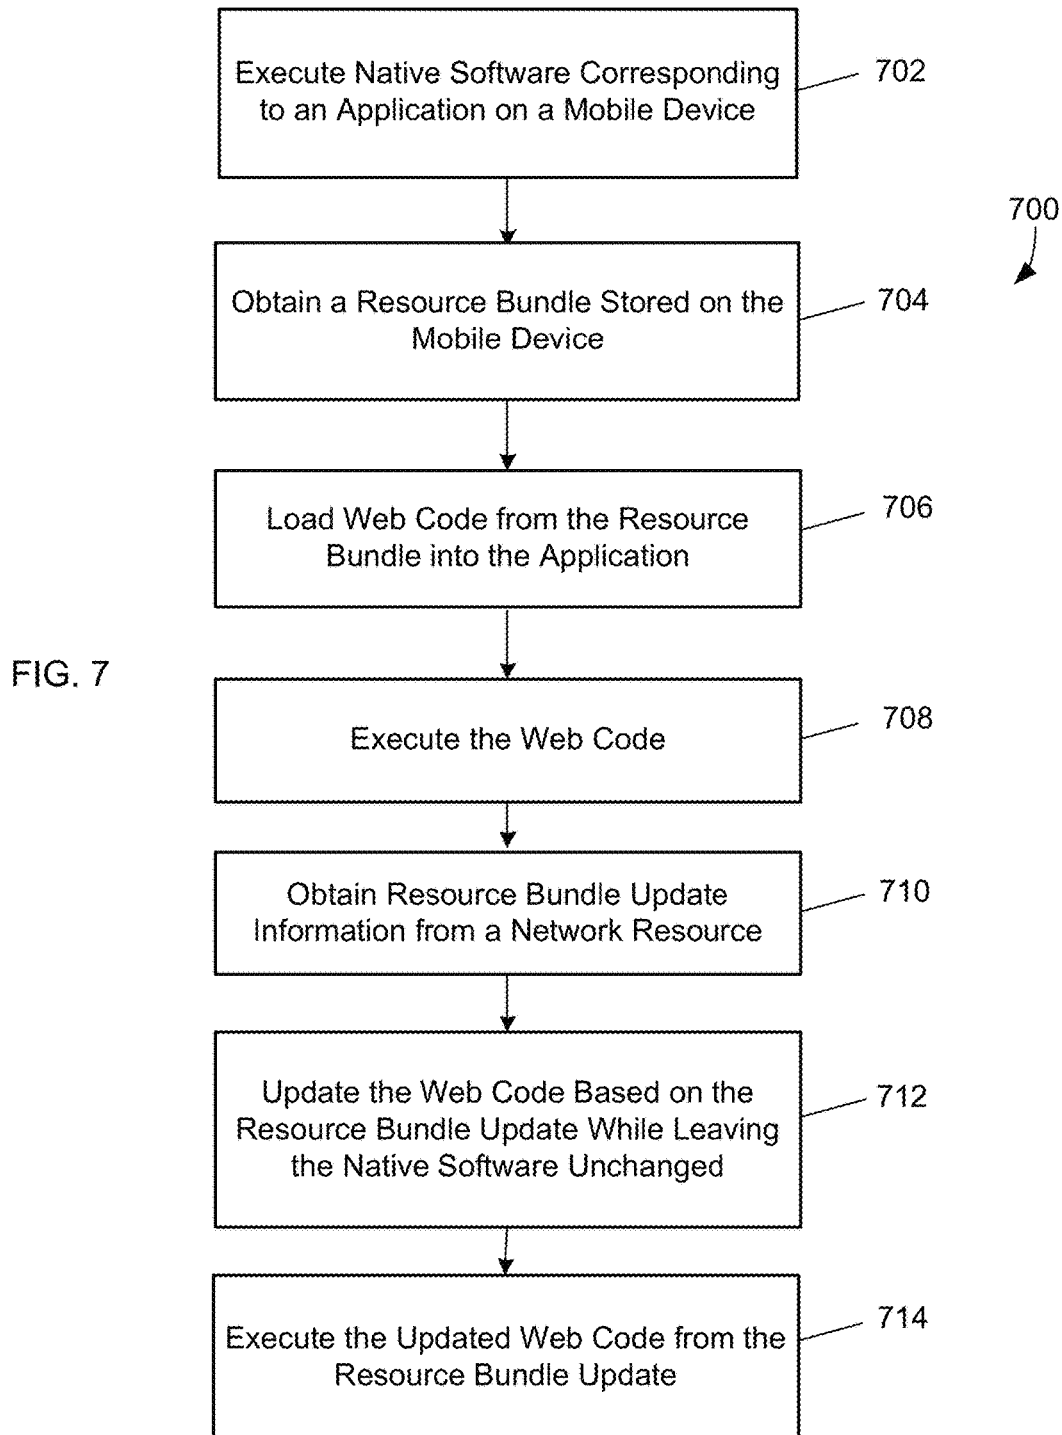 Execute Native Software Corresponding
to an Application on a Mobile Device
702
700
Obtain a Resource Bundle Stored on the
Mobile Device
704
Load Web Code from the Resource
Bundle into the Application
706
FIG. 7
Execute the Web Code
708
Obtain Resource Bundle Update
Information from a Network Resource
710
Update the Web Code Based on the
Resource Bundle Update While Leaving
the Native Software Unchanged
712
Execute the Updated Web Code from the
Resource Bundle Update
714